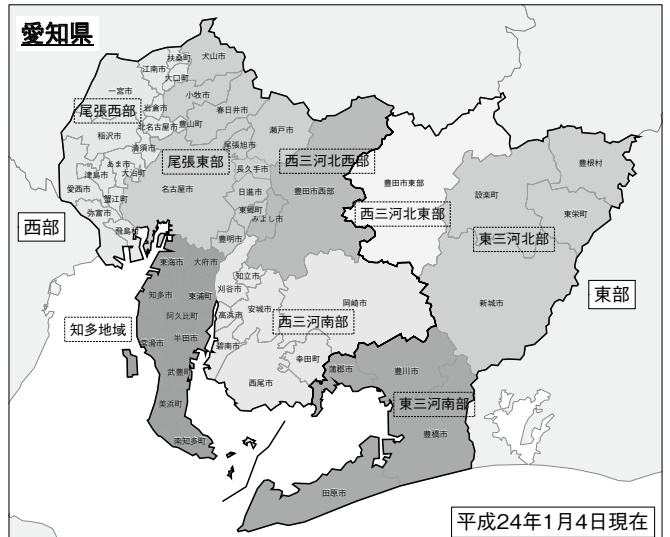 愛知県
扶桑町
犬山市
江南市
大口町
一宮市
小牧市
尾張西部
岩倉市
春日井市
稲沢市
北名古屋市
豊山町
瀬戸市
清須市
尾張旭市
あま市
尾張東部
長久手市
西三河北西部
津島市
大治町
豊根村
愛西市
名古屋市
日進市
豊田市西部
豊田市東部
設楽町
蟹江町
東郷町
みよし市
西三河北東部
東栄町
弥富市
飛島村
豊明市
東三河北部
西部
東海市
大府市
知立市
東部
知多市
東浦町
刈谷市
岡崎市
新城市
阿久比町
高浜市
安城市
西三河南部
知多地域
常滑市
半田市
碧南市
幸田町
武豊町
西尾市
蒲郡市
豊川市
美浜町
東三河南部
南知多町
豊橋市
田原市
平成24年1月4日現在